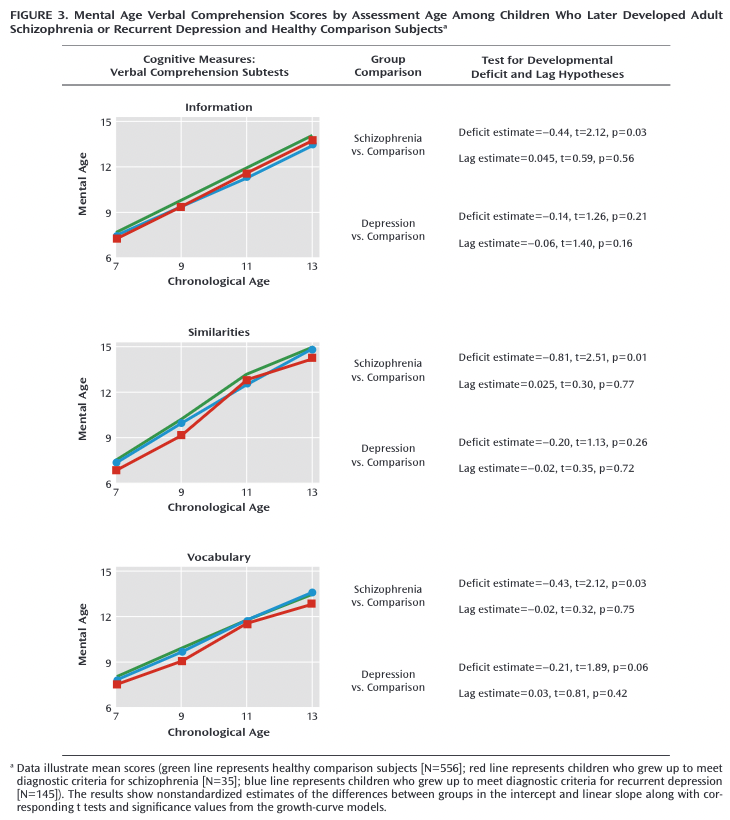 FIGURE 3. Mental Age Verbal Comprehension Scores by Assessment Age Among Children Who Later Developed Adult
Schizophrenia or Recurrent Depression and Healthy Comparison Subjectsa
Cognitive Measures:
Verbal Comprehension Subtests
Group
Comparison
Test for Developmental
Deficit and Lag Hypotheses
Information
15
12
9
6
Mental Age
7 9 11 13
Chronological Age
Schizophrenia
vs. Comparison
Deficit estimate=–0.44, t=2.12, p=0.03
Lag estimate=0.045, t=0.59, p=0.56
Depression
vs. Comparison
Deficit estimate=–0.14, t=1.26, p=0.21
Lag estimate=–0.06, t=1.40, p=0.16
Similarities
15
12
9
6
Mental Age
7 9 11 13
Chronological Age
Schizophrenia
vs. Comparison
Deficit estimate=–0.81, t=2.51, p=0.01
Lag estimate=0.025, t=0.30, p=0.77
Depression
vs. Comparison
Deficit estimate=–0.20, t=1.13, p=0.26
Lag estimate=–0.02, t=0.35, p=0.72
Vocabulary
15
12
9
6
Mental Age
7 9 11 13
Chronological Age
Schizophrenia
vs. Comparison
Deficit estimate=–0.43, t=2.12, p=0.03
Lag estimate=–0.02, t=0.32, p=0.75
Depression
vs. Comparison
Deficit estimate=–0.21, t=1.89, p=0.06
Lag estimate=0.03, t=0.81, p=0.42
a Data illustrate mean scores (green line represents healthy comparison subjects [N=556]; red line represents children who grew up to meet
diagnostic criteria for schizophrenia [N=35]; blue line represents children who grew up to meet diagnostic criteria for recurrent depression
[N=145]). The results show nonstandardized estimates of the differences between groups in the intercept and linear slope along with cor-
responding t tests and significance values from the growth-curve models.